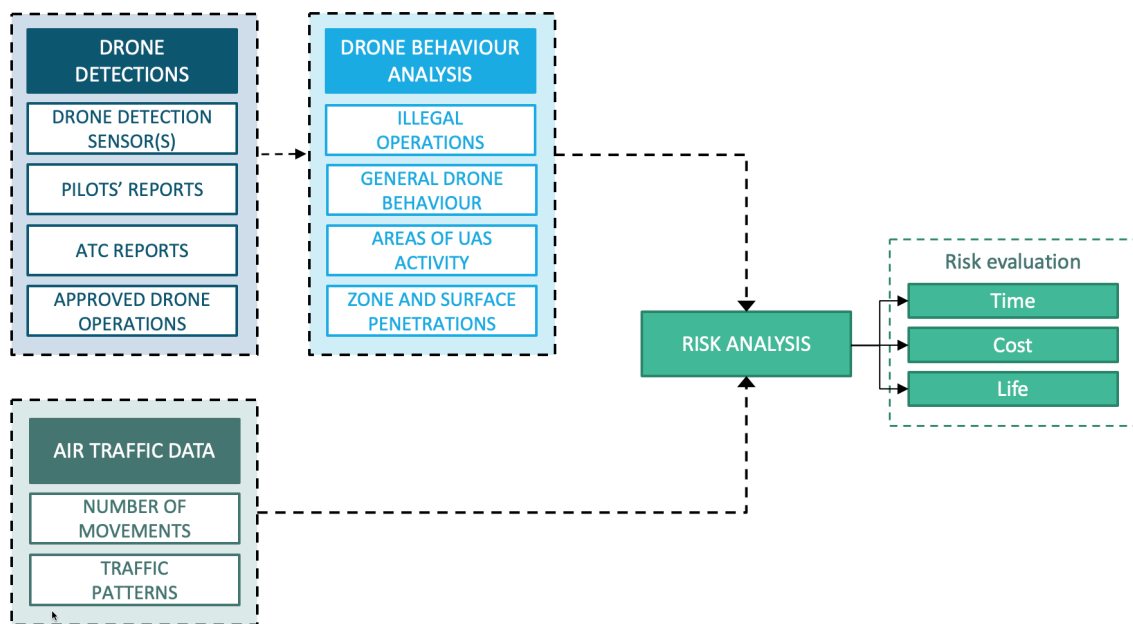 DRONE
DETECTIONS
DRONE DETECTION
SENSOR(S)
PILOTS' REPORTS
ATC REPORTS
APPROVED DRONE
OPERATIONS
DRONE BEHAVIOUR
ANALYSIS
ILLEGAL
OPERATIONS
GENERAL DRONE
BEHAVIOUR
AREAS OF UAS
ACTIVITY
ZONE AND SURFACE
PENETRATIONS
AIR TRAFFIC DATA
NUMBER OF
MOVEMENTS
TRAFFIC
PATTERNS
RISK ANALYSIS
Risk evaluation
Time
Cost
Life